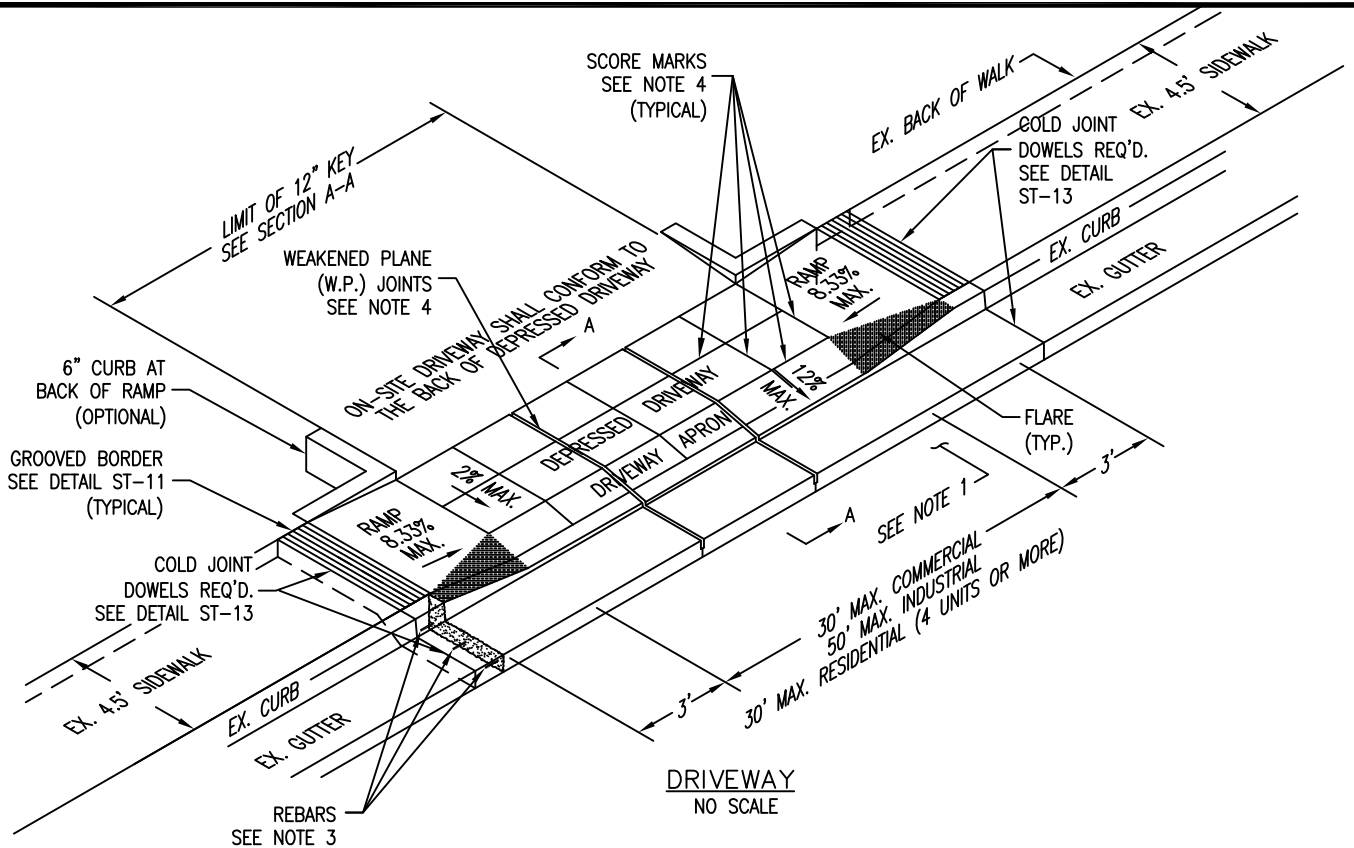 SCORE MARKS
SEE NOTE 4
(TYPICAL)
EX. BACK OF WALK
EX. 4.5' SIDEWALK
COLD JOINT
DOWELS REQ'D.
SEE DETAIL
ST-13
LIMIT OF 12" KEY
SEE SECTION A-A
WEAKENED PLANE
(W.P.) JOINTS
SEE NOTE 4
ON-SITE DRIVEWAY SHALL CONFORM TO
THE BACK OF DEPRESSED DRIVEWAY
A
RAMP
8.33%
MAX.
EX. CURB
EX. GUTTER
6" CURB AT
BACK OF RAMP
(OPTIONAL)
GROOVED BORDER
SEE DETAIL ST-11
(TYPICAL)
DEPRESSED DRIVEWAY
DRIVEWAY APRON
12%
MAX.
2% MAX.
FLARE
(TYP.)
RAMP
8.33%
MAX.
A
SEE NOTE 1
3'
COLD JOINT
DOWELS REQ'D.
SEE DETAIL ST-13
30' MAX. COMMERCIAL
50' MAX. INDUSTRIAL
30' MAX. RESIDENTIAL (4 UNITS OR MORE)
3'
EX. 4.5' SIDEWALK
EX. CURB
EX. GUTTER
REBARS
SEE NOTE 3
DRIVEWAY
NO SCALE